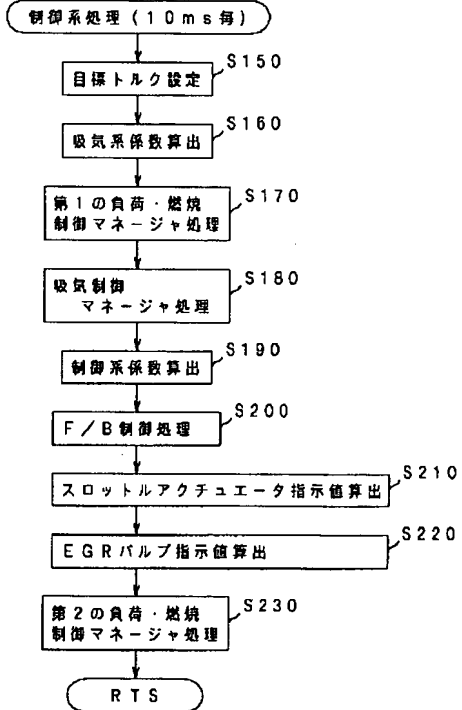 制御系処理(10ms毎)
目標トルク設定
S150
吸気系係数算出
S160
第1の負荷・燃焼
制御マネージャ処理
S170
吸気制御
マネージャ処理
S180
制御系係数算出
S190
F/B制御処理
S200
スロットルアクチュエータ指示値算出
S210
EGRバルブ指示値算出
S220
第2の負荷・燃焼
制御マネージャ処理
S230
RTS